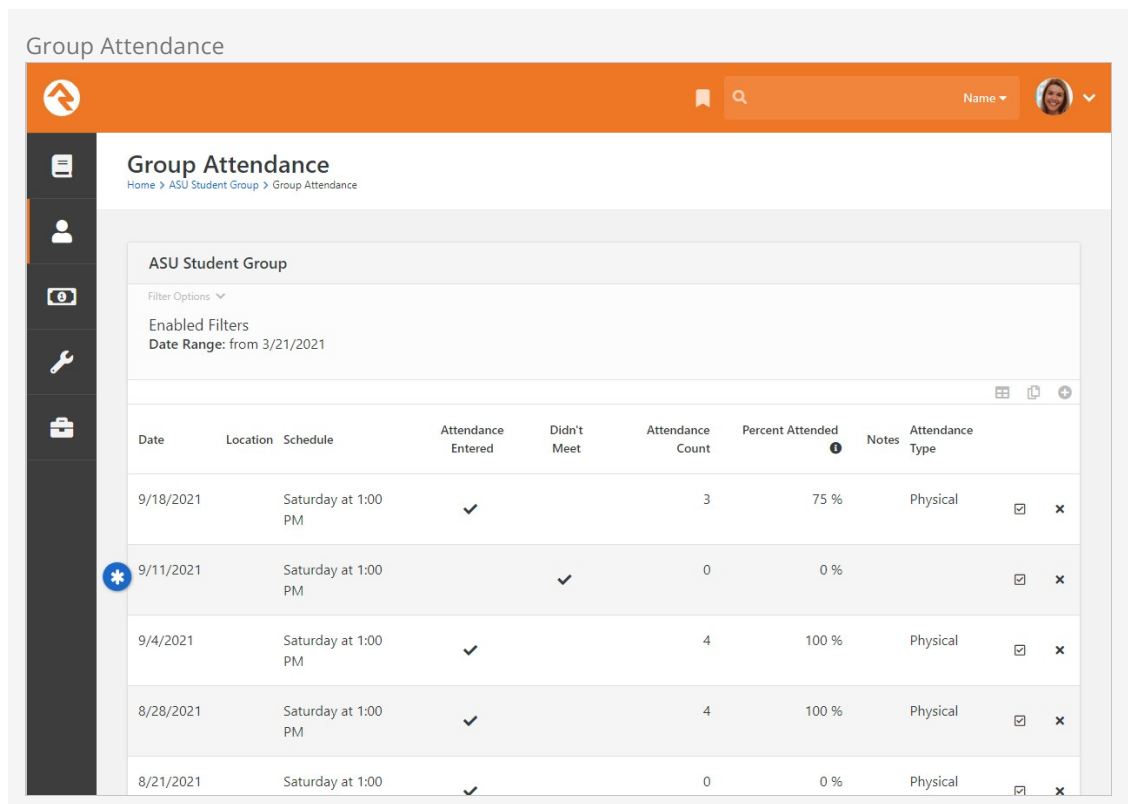 Group Attendance
Name
Group Attendance
Home > ASU Student Group > Group Attendance
ASU Student Group
Filter Options
Enabled Filters
Date Range: from 3/21/2021
Date Location Schedule Attendance Entered Didn't Meet Attendance Count Percent Attended Notes Attendance Type
9/18/2021 Saturday at 1:00 PM 3 75 % Physical
9/11/2021 Saturday at 1:00 PM 0 0 %
9/4/2021 Saturday at 1:00 PM 4 100 % Physical
8/28/2021 Saturday at 1:00 PM 4 100 % Physical
8/21/2021 Saturday at 1:00 0 0 % Physical